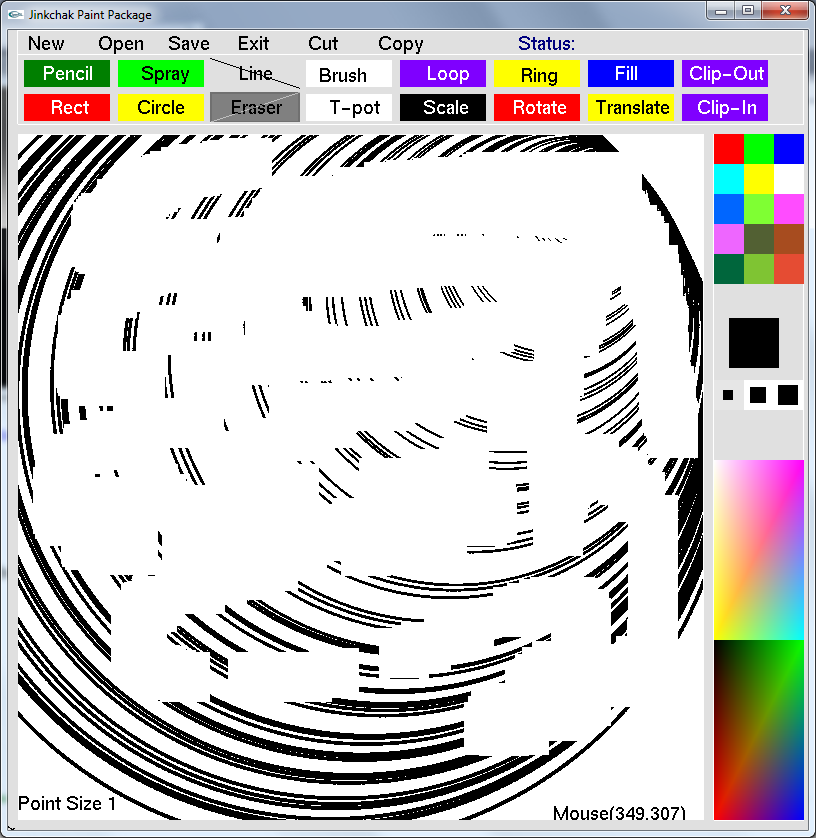 Jinkchak Paint Package
New Open Save Exit Cut Copy Status:
Pencil Spray Line Brush Loop Ring Fill Clip-Out
Rect Circle Eraser T-pot Scale Rotate Translate Clip-In
Point Size 1
Mouse(349.307)